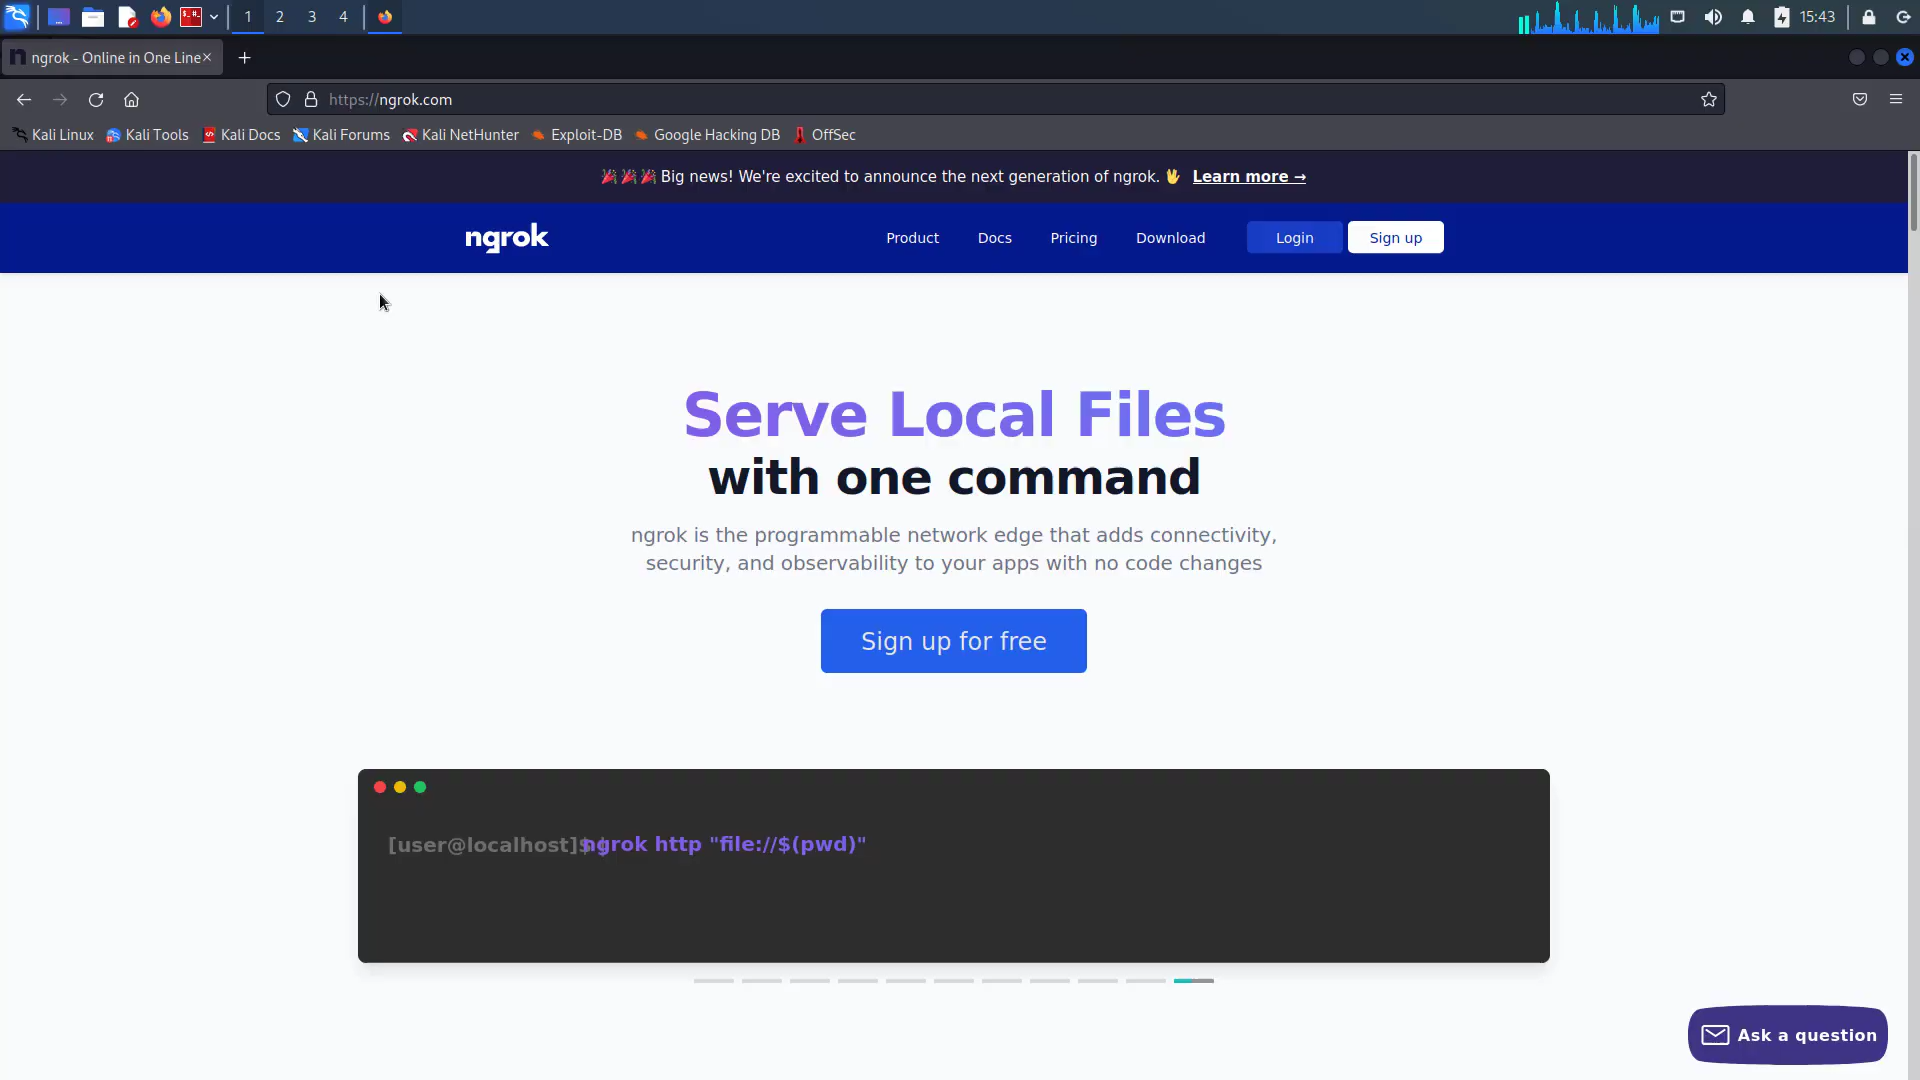 1 2 3 4 15:43
ngrok - Online in One Line
https://ngrok.com
Kali Linux Kali Tools Kali Docs Kali Forums Kali NetHunter Exploit-DB Google Hacking DB OffSec
🎉🎉🎉 Big news! We're excited to announce the next generation of ngrok. 🖖 Learn more →
ngrok Product Docs Pricing Download Login Sign up
Serve Local Files
with one command
ngrok is the programmable network edge that adds connectivity,
security, and observability to your apps with no code changes
Sign up for free
[user@localhost]$ ngrok http "file://$(pwd)"
Ask a question